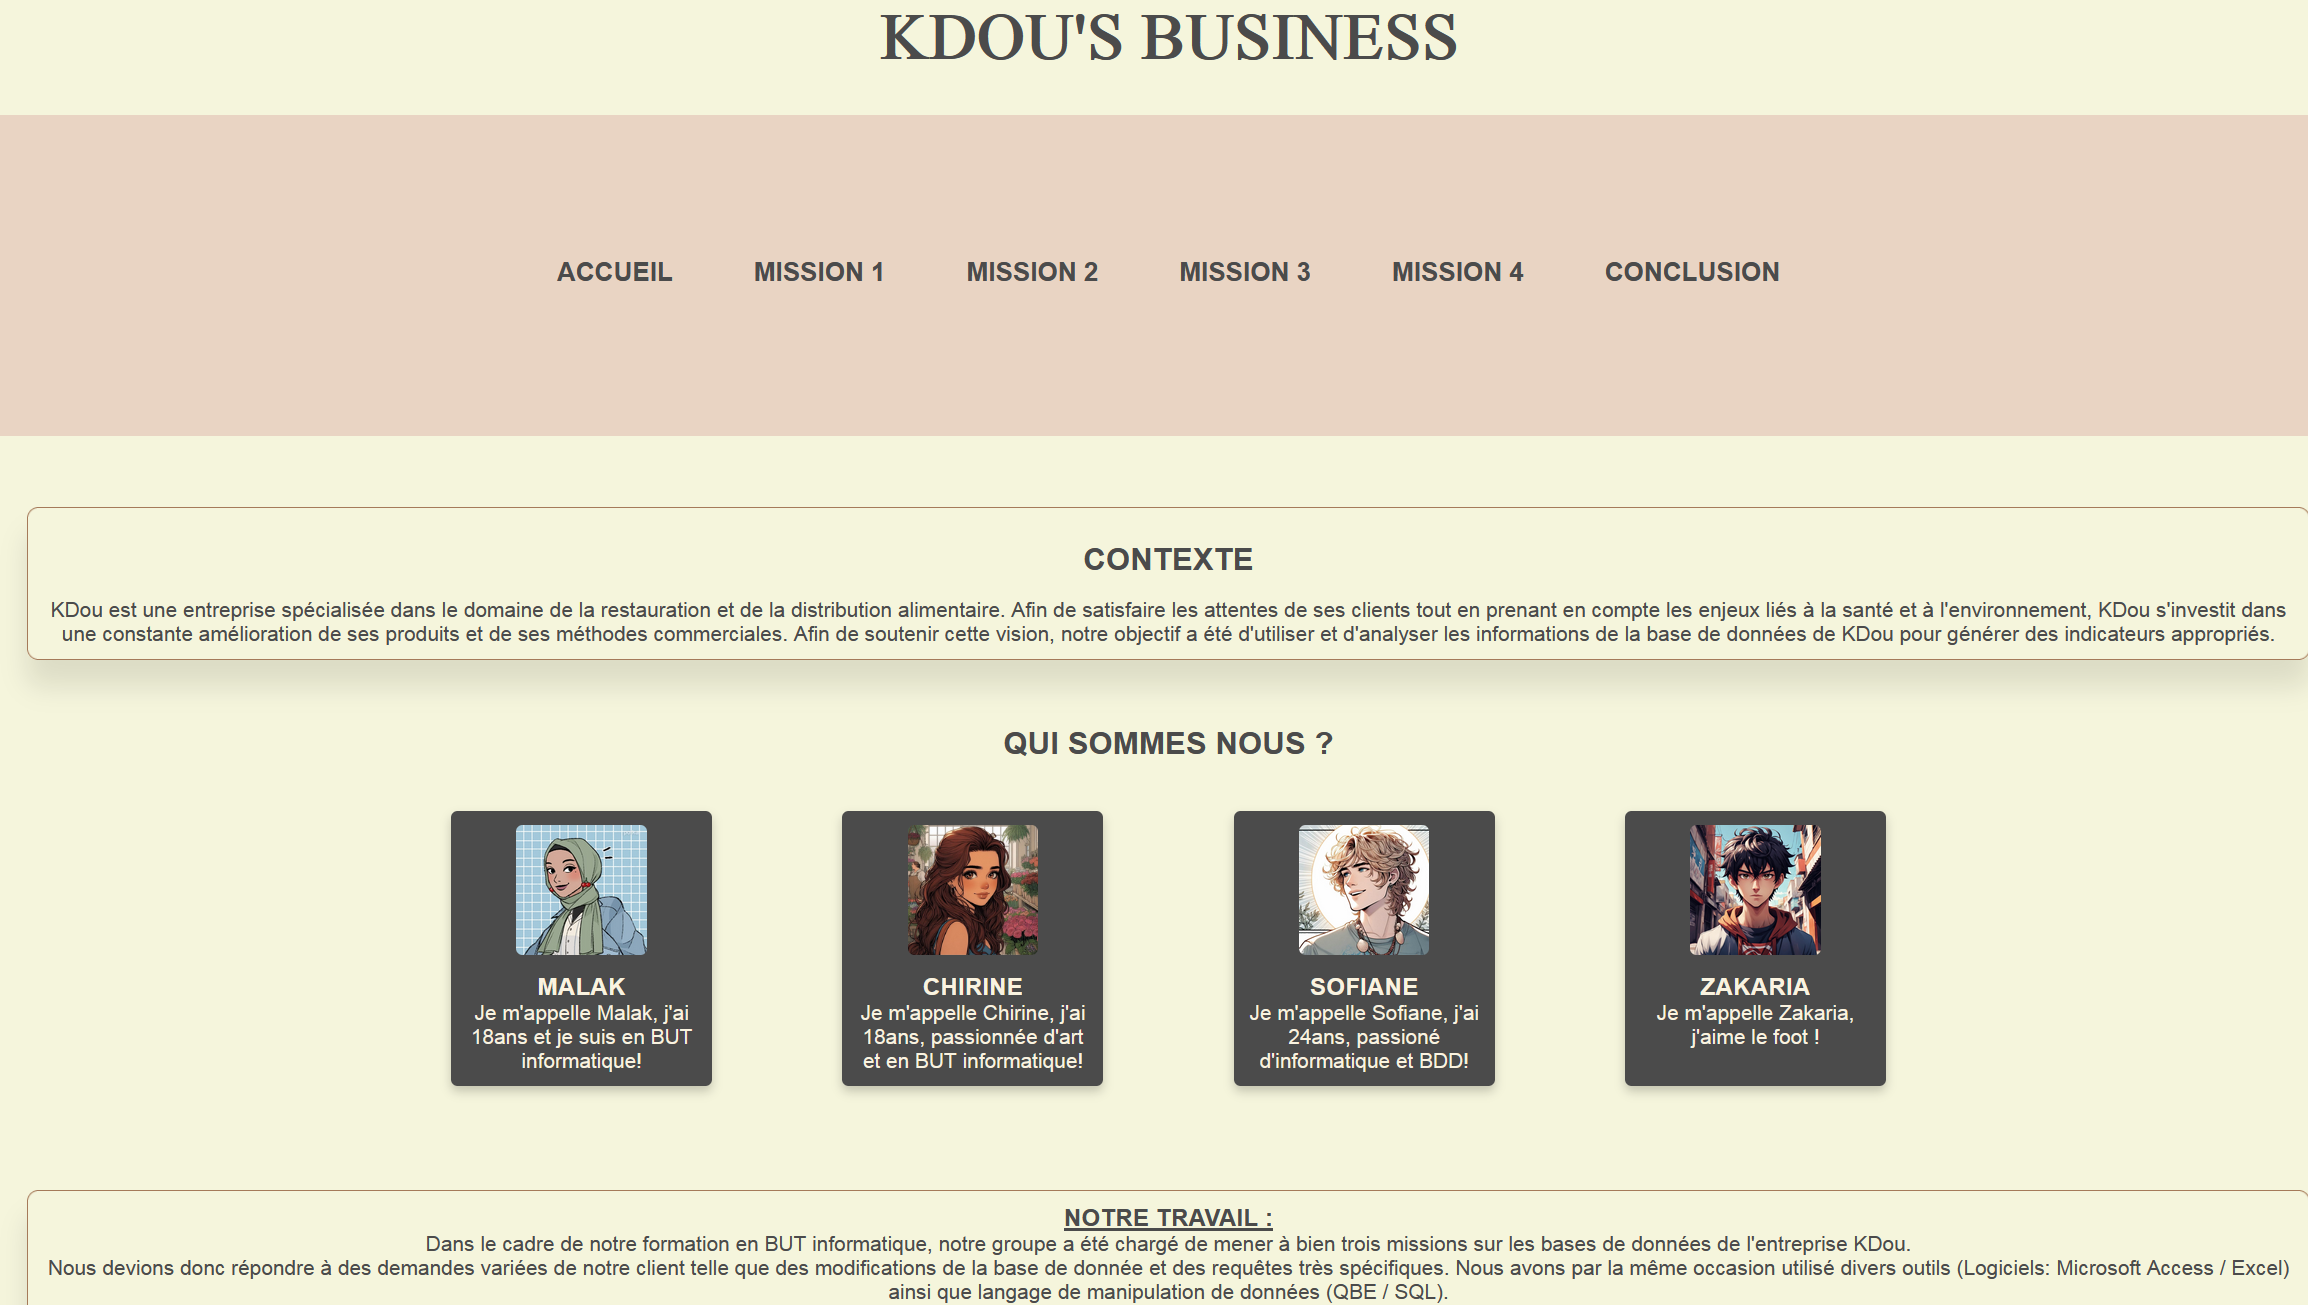 KDOU'S BUSINESS
ACCUEIL MISSION 1 MISSION 2 MISSION 3 MISSION 4 CONCLUSION
CONTEXTE
KDou est une entreprise spécialisée dans le domaine de la restauration et de la distribution alimentaire. Afin de satisfaire les attentes de ses clients tout en prenant en compte les enjeux liés à la santé et à l'environnement, KDou s'investit dans
une constante amélioration de ses produits et de ses méthodes commerciales. Afin de soutenir cette vision, notre objectif a été d'utiliser et d'analyser les informations de la base de données de KDou pour générer des indicateurs appropriés.
QUI SOMMES NOUS ?
MALAK
Je m'appelle Malak, j'ai
18ans et je suis en BUT
informatique!
CHIRINE
Je m'appelle Chirine, j'ai
18ans, passionnée d'art
et en BUT informatique!
SOFIANE
Je m'appelle Sofiane, j'ai
24ans, passioné
d'informatique et BDD!
ZAKARIA
Je m'appelle Zakaria,
j'aime le foot !
NOTRE TRAVAIL :
Dans le cadre de notre formation en BUT informatique, notre groupe a été chargé de mener à bien trois missions sur les bases de données de l'entreprise KDou.
Nous devions donc répondre à des demandes variées de notre client telle que des modifications de la base de donnée et des requêtes très spécifiques. Nous avons par la même occasion utilisé divers outils (Logiciels: Microsoft Access / Excel)
ainsi que langage de manipulation de données (QBE / SQL).